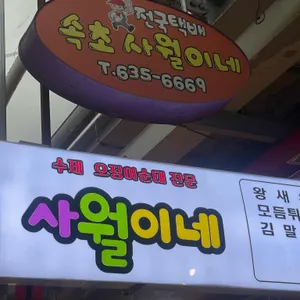 전국택배
속초 사월이네
T.635-6669
수제 오징어순대 전문
사월이네
왕 새
모듬튀
김 말